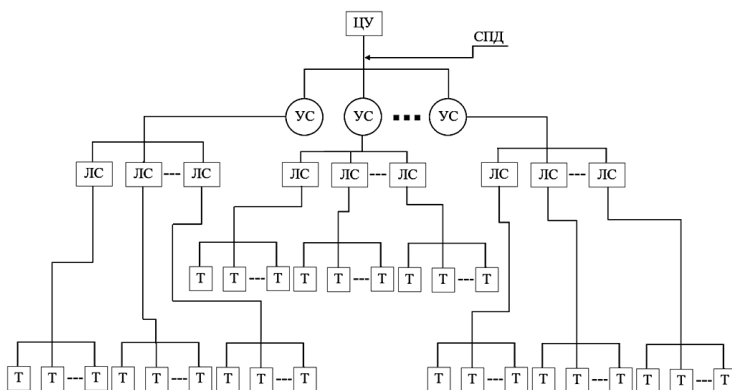 ЦУ
СПД
УС УС УС
ЛС ЛС ЛС ЛС ЛС ЛС ЛС ЛС ЛС
Т Т Т Т Т Т Т Т Т
Т Т Т Т Т Т Т Т Т Т Т Т Т Т Т Т Т Т